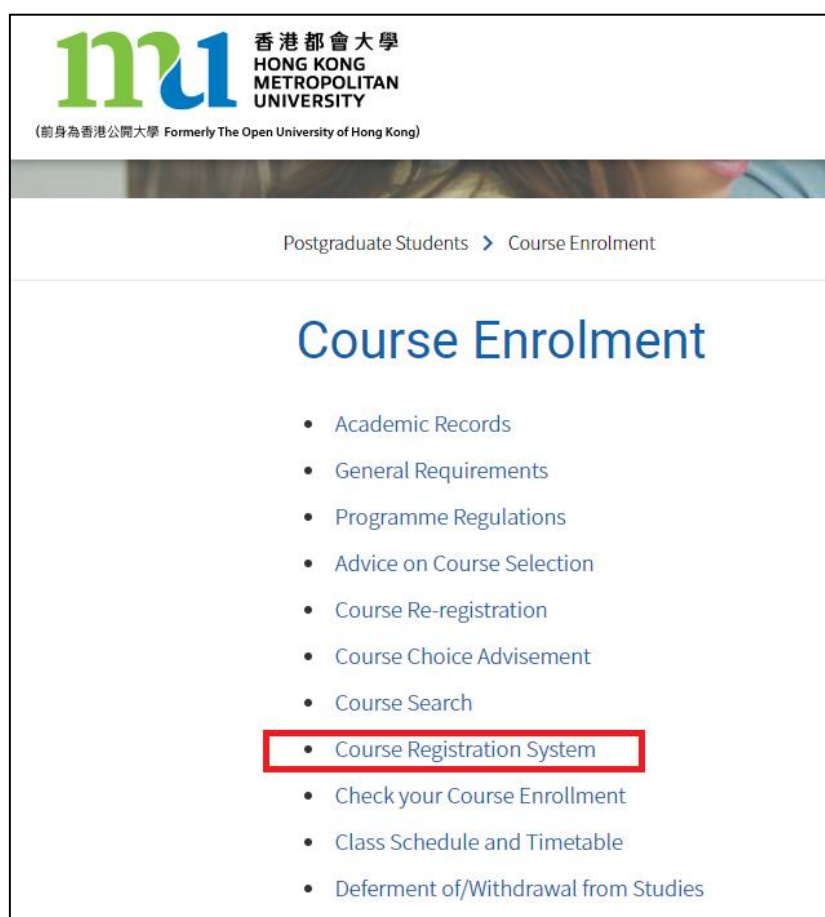 mu
香港都會大學
HONG KONG
METROPOLITAN
UNIVERSITY
(前身為香港公開大學 Formerly The Open University of Hong Kong)
Postgraduate Students > Course Enrolment
Course Enrolment
• Academic Records
• General Requirements
• Programme Regulations
• Advice on Course Selection
• Course Re-registration
• Course Choice Advisement
• Course Search
• Course Registration System
• Check your Course Enrollment
• Class Schedule and Timetable
• Deferment of/Withdrawal from Studies